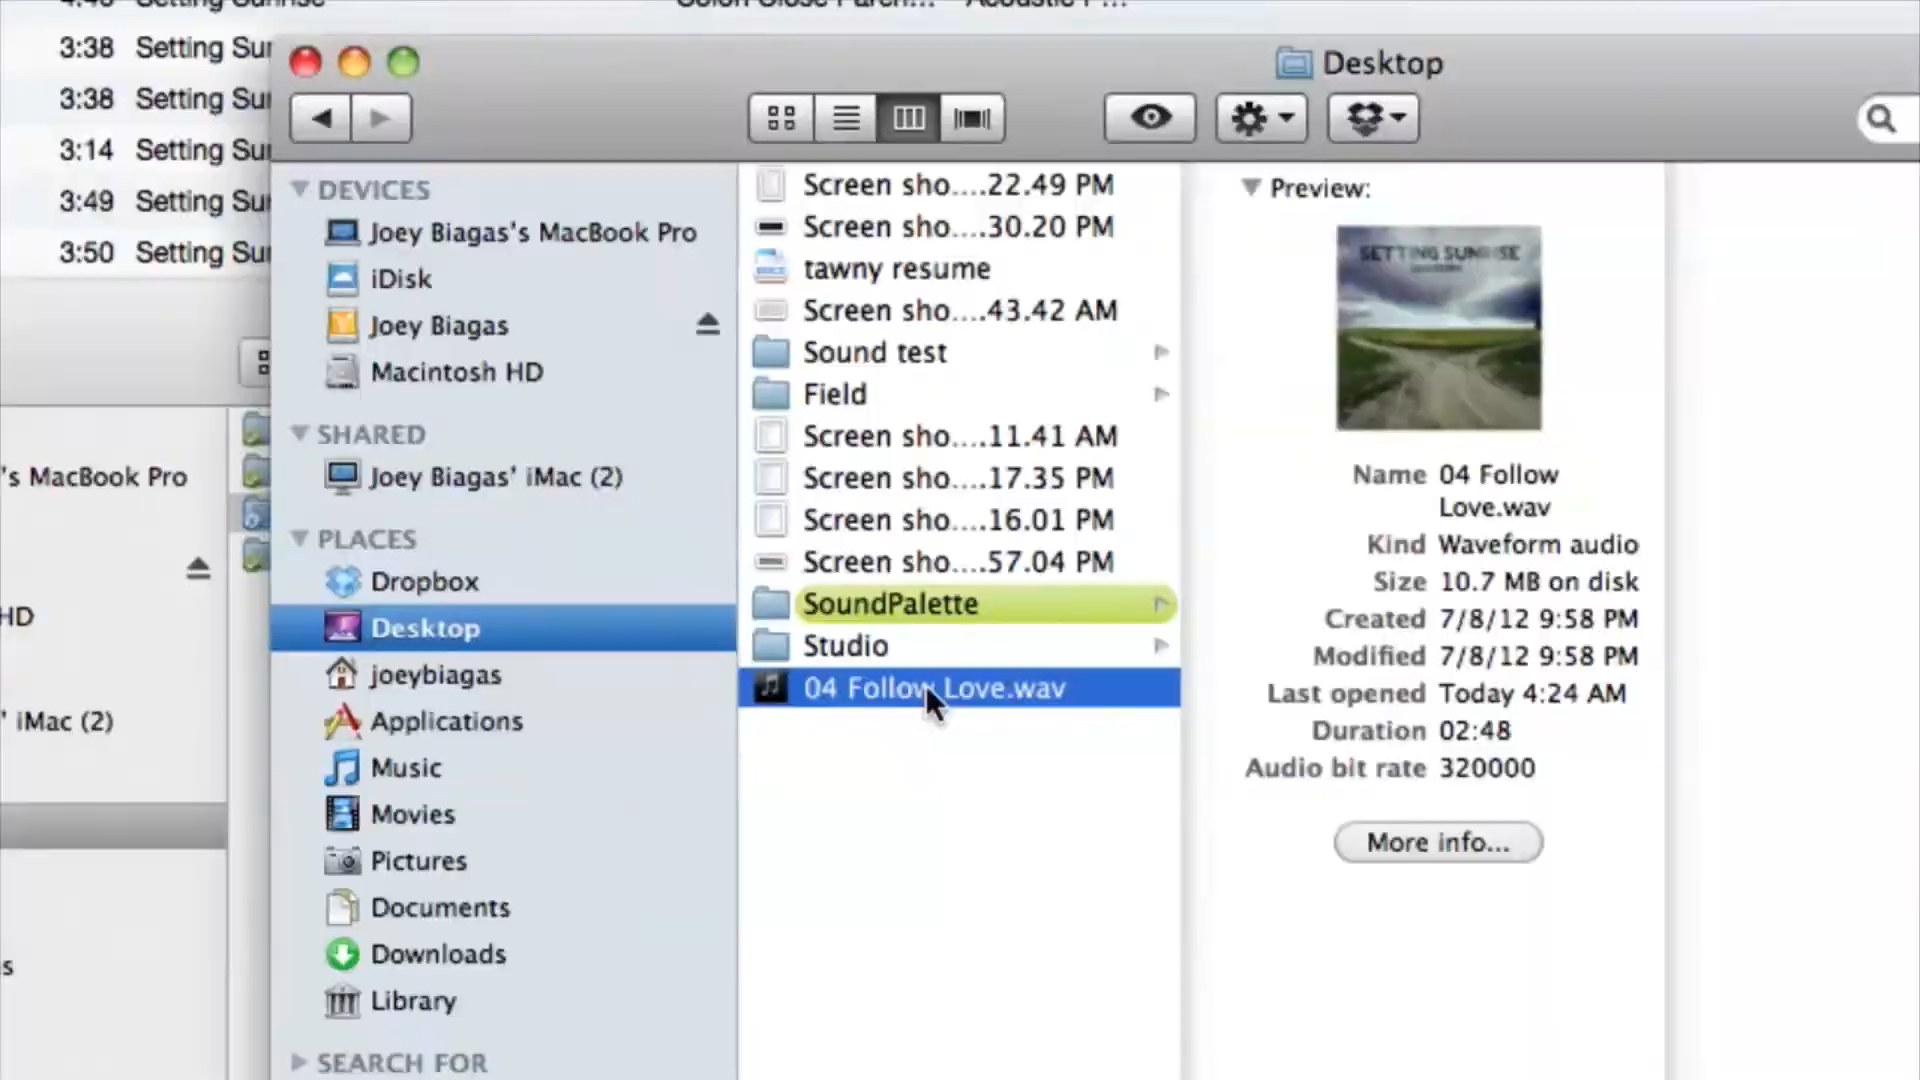 3:38 Setting Sun
3:38 Setting Sun
3:14 Setting Sun
3:49 Setting Sun
3:50 Setting Sun
's MacBook Pro
HD
' iMac (2)
s
Desktop
DEVICES
Joey Biagas's MacBook Pro
iDisk
Joey Biagas
Macintosh HD
SHARED
Joey Biagas' iMac (2)
PLACES
Dropbox
Desktop
joeybiagas
Applications
Music
Movies
Pictures
Documents
Downloads
Library
SEARCH FOR
Screen sho....22.49 PM
Screen sho....30.20 PM
tawny resume
Screen sho....43.42 AM
Sound test
Field
Screen sho....11.41 AM
Screen sho....17.35 PM
Screen sho....16.01 PM
Screen sho....57.04 PM
SoundPalette
Studio
04 Follow Love.wav
Preview:
SETTING SUNRISE
Name 04 Follow
Love.wav
Kind Waveform audio
Size 10.7 MB on disk
Created 7/8/12 9:58 PM
Modified 7/8/12 9:58 PM
Last opened Today 4:24 AM
Duration 02:48
Audio bit rate 320000
More info...